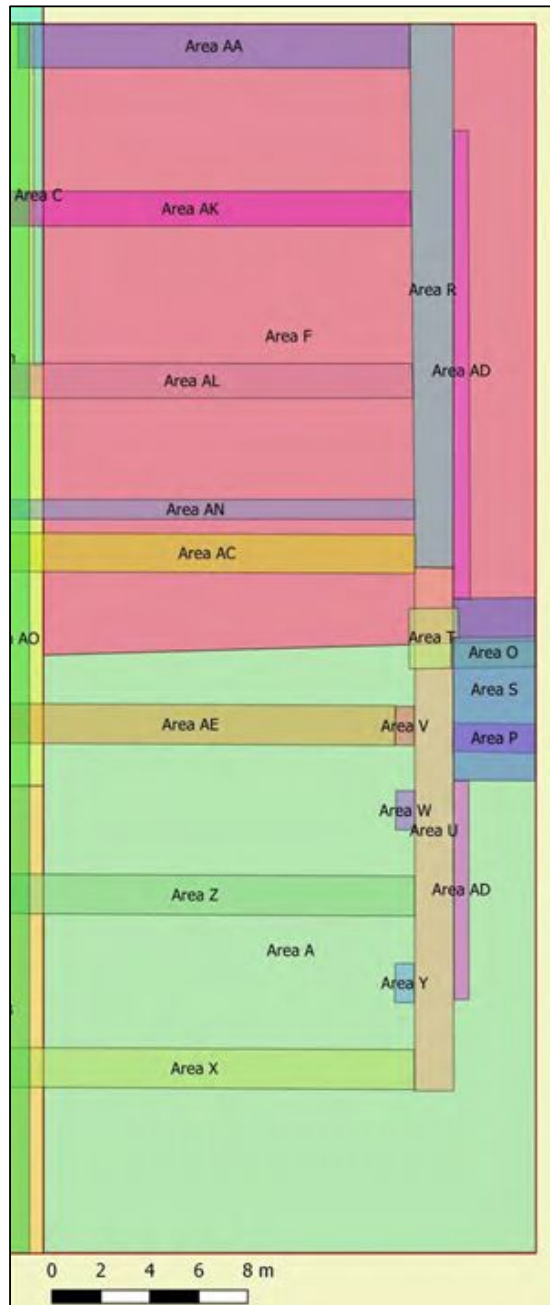 Area AA
Area C
Area AK
Area R
Area F
Area AD
Area AL
Area AN
Area AC
AO
Area T
Area O
Area S
Area AE
Area V
Area P
Area W
Area U
Area Z
Area AD
Area A
Area Y
Area X
0 2 4 6 8 m